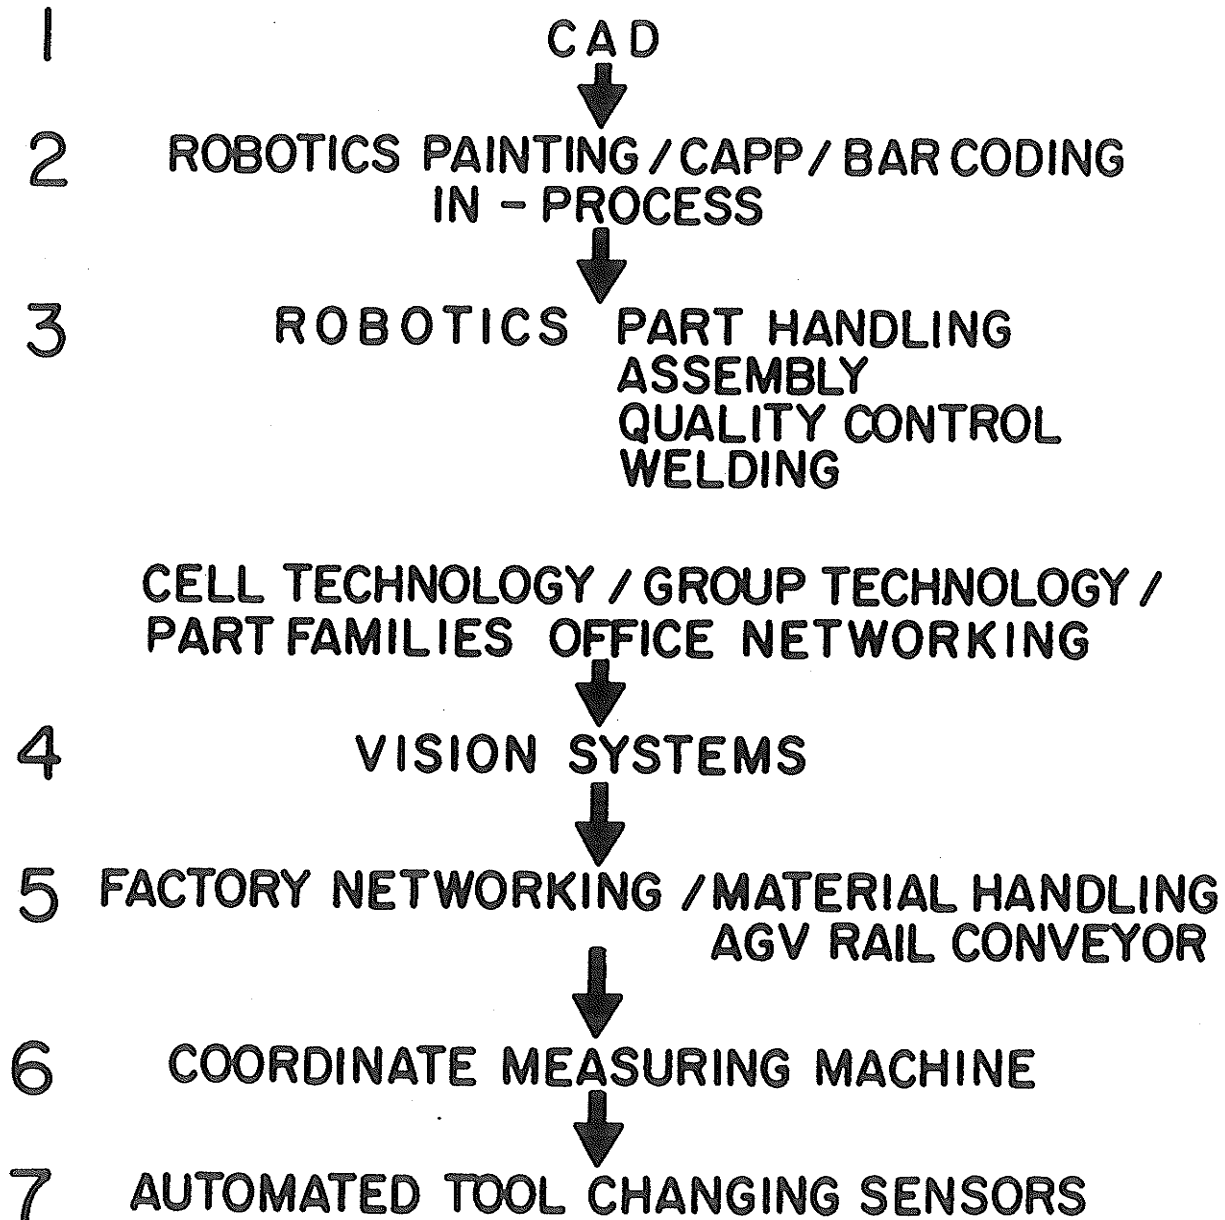 1 CAD
2 ROBOTICS PAINTING / CAPP / BAR CODING
IN - PROCESS
3 ROBOTICS PART HANDLING
ASSEMBLY
QUALITY CONTROL
WELDING
CELL TECHNOLOGY / GROUP TECHNOLOGY /
PART FAMILIES OFFICE NETWORKING
4 VISION SYSTEMS
5 FACTORY NETWORKING / MATERIAL HANDLING
AGV RAIL CONVEYOR
6 COORDINATE MEASURING MACHINE
7 AUTOMATED TOOL CHANGING SENSORS